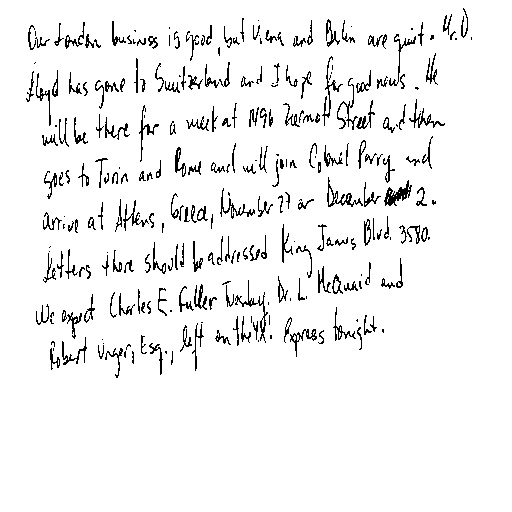 Our London business is good, but Viena and Berlin are quiet. Mr. D.
Lloyd has gone to Switzerland and I hope for good news. He
will be there for a week at 1496 Zermot Street and then
goes to Turin and Rome and will join Colonel Parry and
arrive at Athens, Greece, November 27 or December 2.
Letters there should be addressed King James Blvd. 3580.
We expect Charles E. Fuller Tuesday. Dr. L. McQuaid and
Robert Unger, Esq., left on the 'Y.X.' Express tonight.